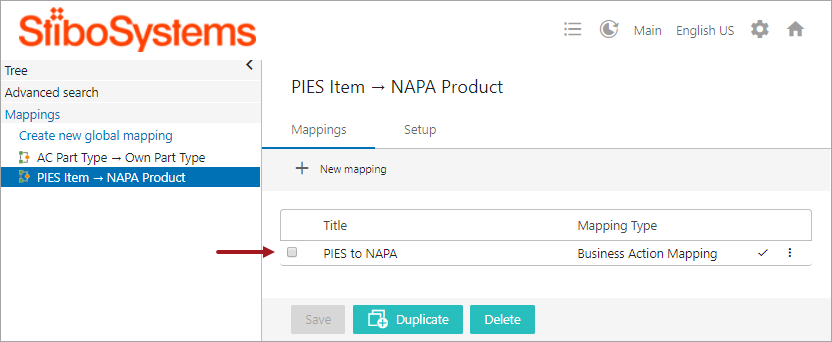 StiboSystems
Main English US
Tree
Advanced search
Mappings
Create new global mapping
AC Part Type → Own Part Type
PIES Item → NAPA Product
PIES Item → NAPA Product
Mappings Setup
+ New mapping
Title Mapping Type
PIES to NAPA Business Action Mapping
Save Duplicate Delete